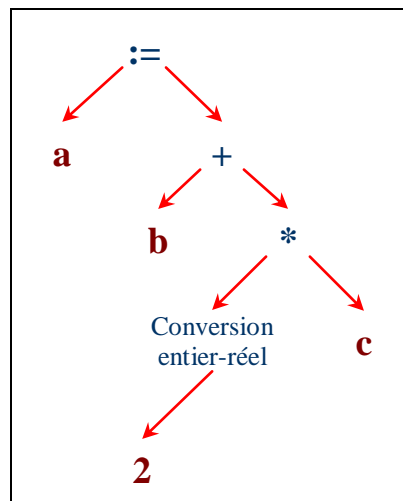 :=
a
+
b
*
Conversion
entier-réel
c
2